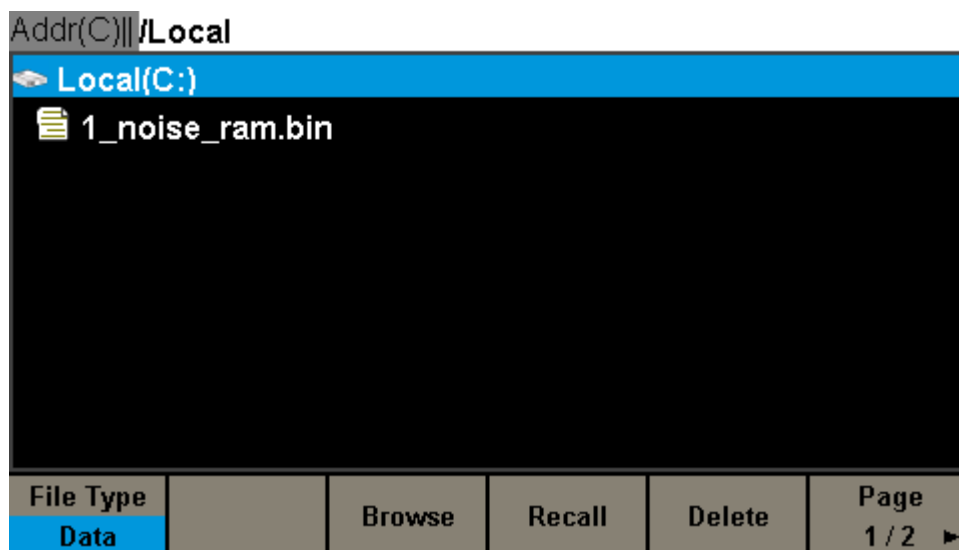 Addr(C)|| /Local
Local(C:)
1_noise_ram.bin
File Type
Data
Browse
Recall
Delete
Page
1 / 2 ►